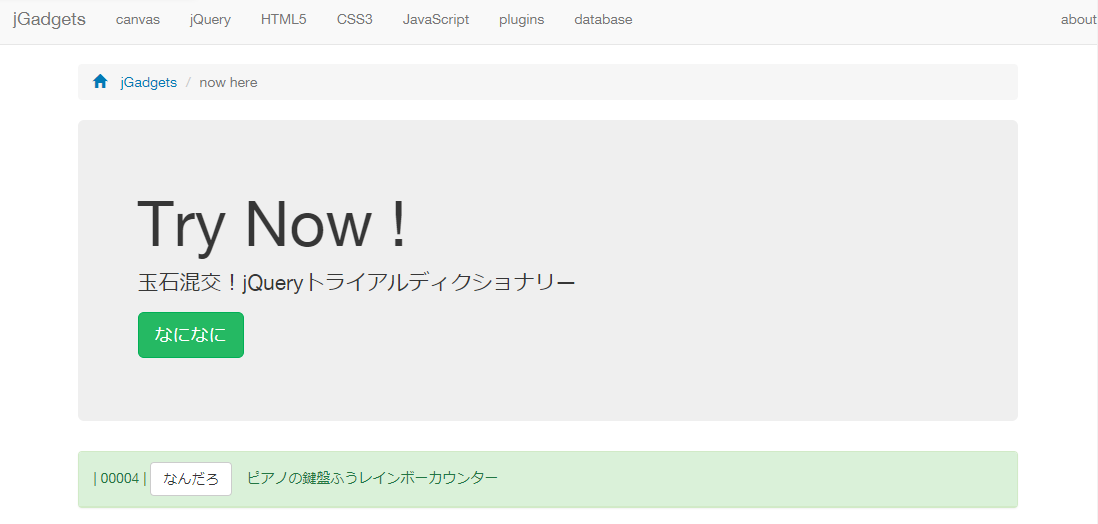 jGadgets canvas jQuery HTML5 CSS3 JavaScript plugins database about
jGadgets / now here
Try Now !
玉石混交！jQueryトライアルディクショナリー
なになに
| 00004 | なんだろ ピアノの鍵盤ふうレインボーカウンター